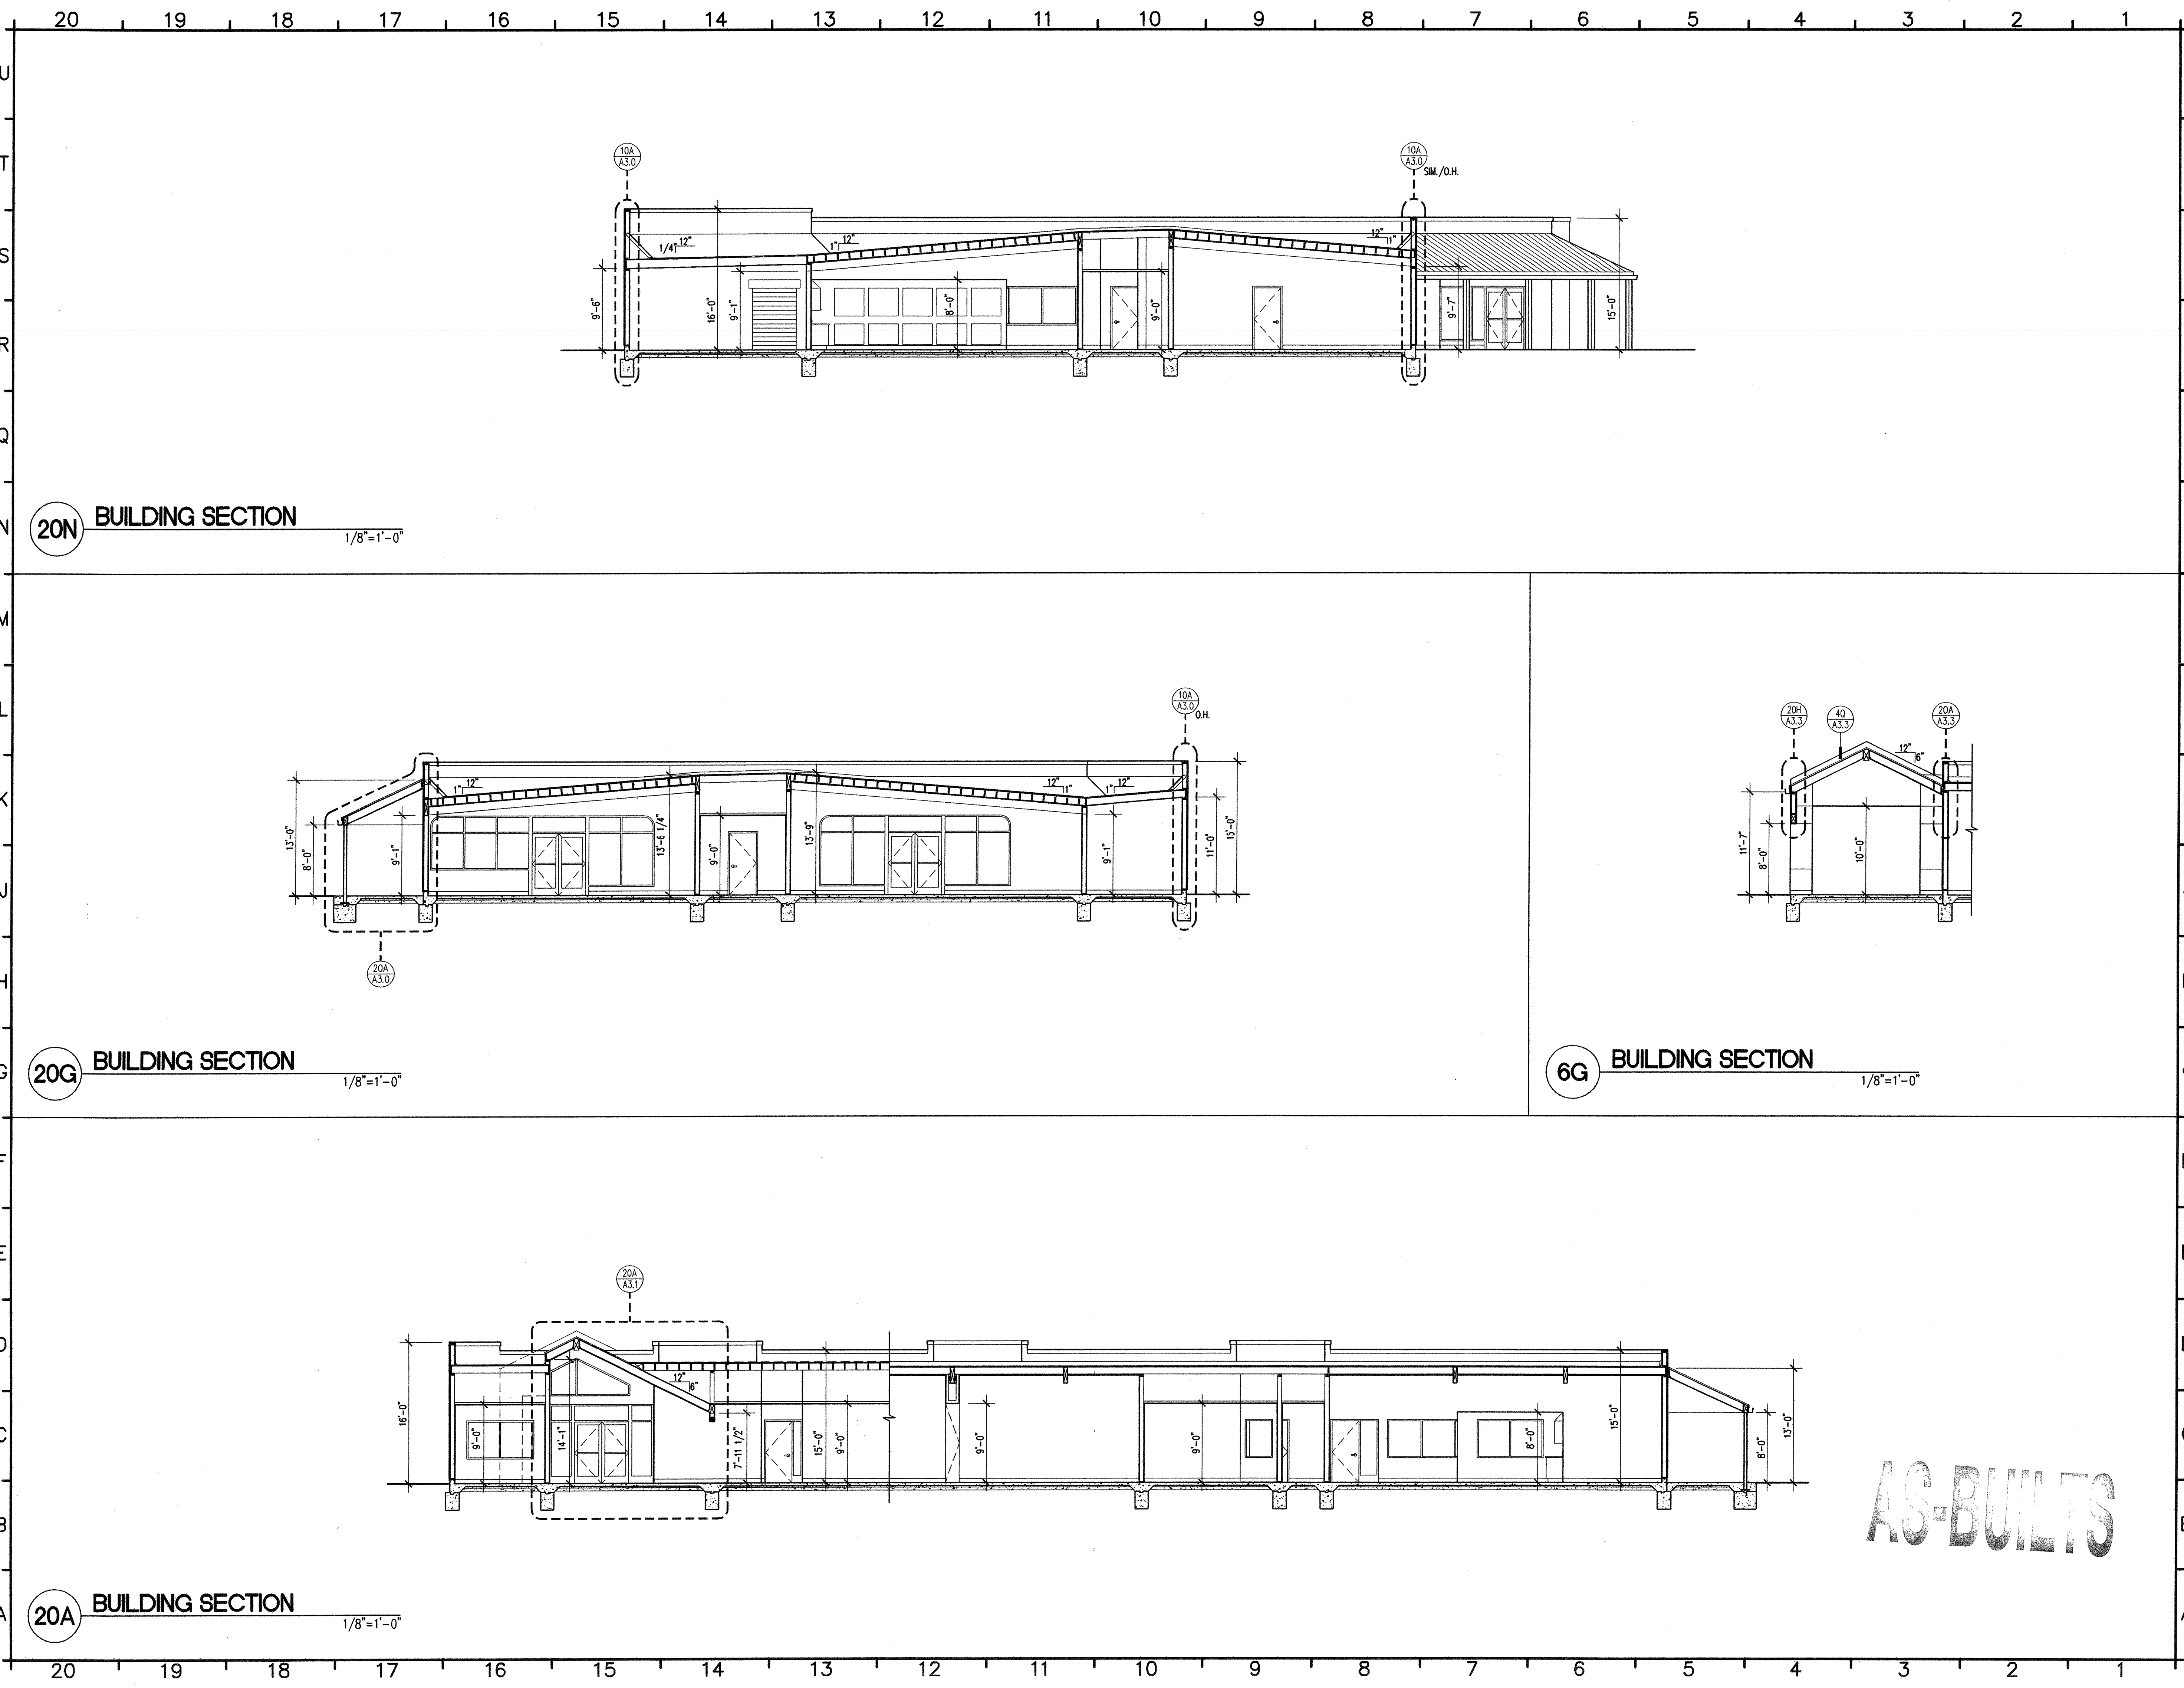 20 19 18 17 16 15 14 13 12 11 10 9 8 7 6 5 4 3 2 1
U
T
S
R
Q
N
M
L
K
J
H
G
F
E
D
C
B
A
10A
A3.0
10A
A3.0
SIM./O.H.
1/4" 12"
1" 12"
12" 1"
9'-6"
16'-0"
9'-1"
8'-0"
9'-0"
9'-7"
15'-0"
20N BUILDING SECTION
1/8"=1'-0"
10A
A3.0
O.H.
1" 12"
12" 1"
1" 12"
13'-0"
8'-0"
9'-1"
13'-6 1/4"
9'-0"
13'-9"
9'-1"
11'-0"
15'-0"
20A
A3.0
20G BUILDING SECTION
1/8"=1'-0"
20H
A3.3
4Q
A3.3
20A
A3.3
12"
6"
11'-7"
8'-0"
10'-0"
6G BUILDING SECTION
1/8"=1'-0"
20A
A3.1
12"
6"
16'-0"
9'-0"
14'-1"
7'-11 1/2"
15'-0"
9'-0"
9'-0"
9'-0"
8'-0"
15'-0"
8'-0"
13'-0"
AS-BUILTS
20A BUILDING SECTION
1/8"=1'-0"
20 19 18 17 16 15 14 13 12 11 10 9 8 7 6 5 4 3 2 1